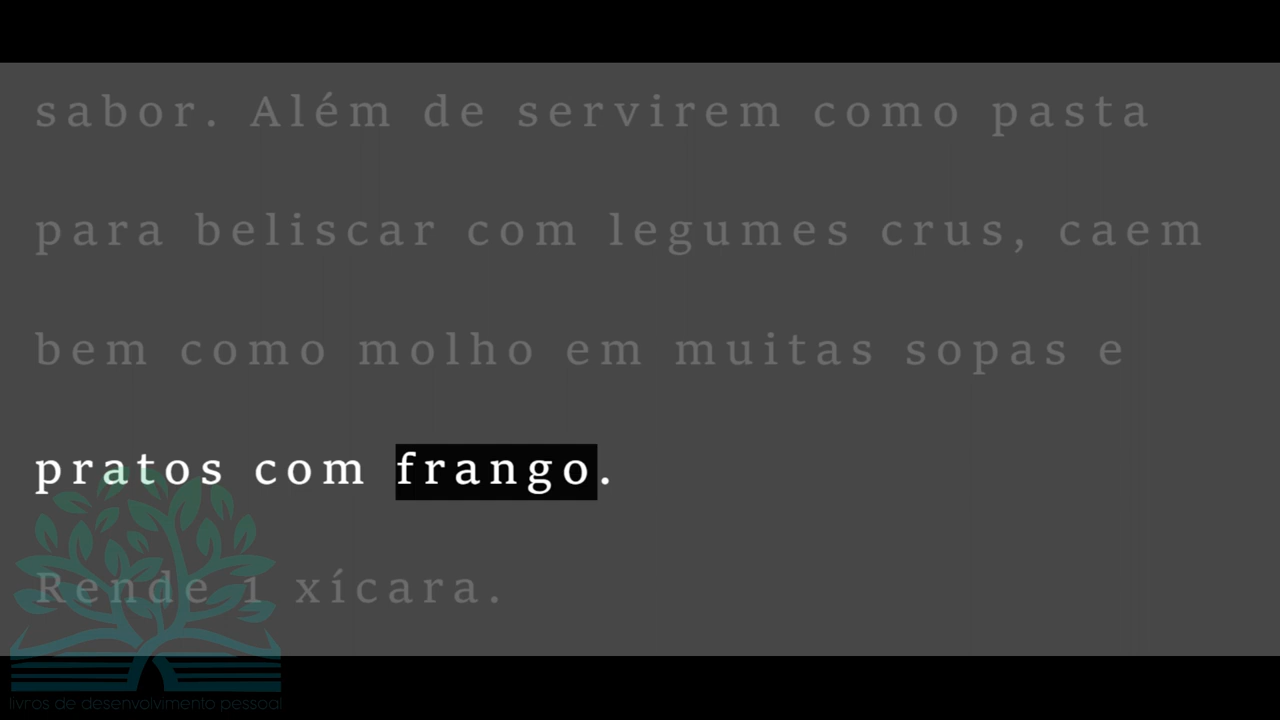 sabor. Além de servirem como pasta
para beliscar com legumes crus, caem
bem como molho em muitas sopas e
pratos com frango.
Rende 1 xícara.
livros de desenvolvimento pessoal